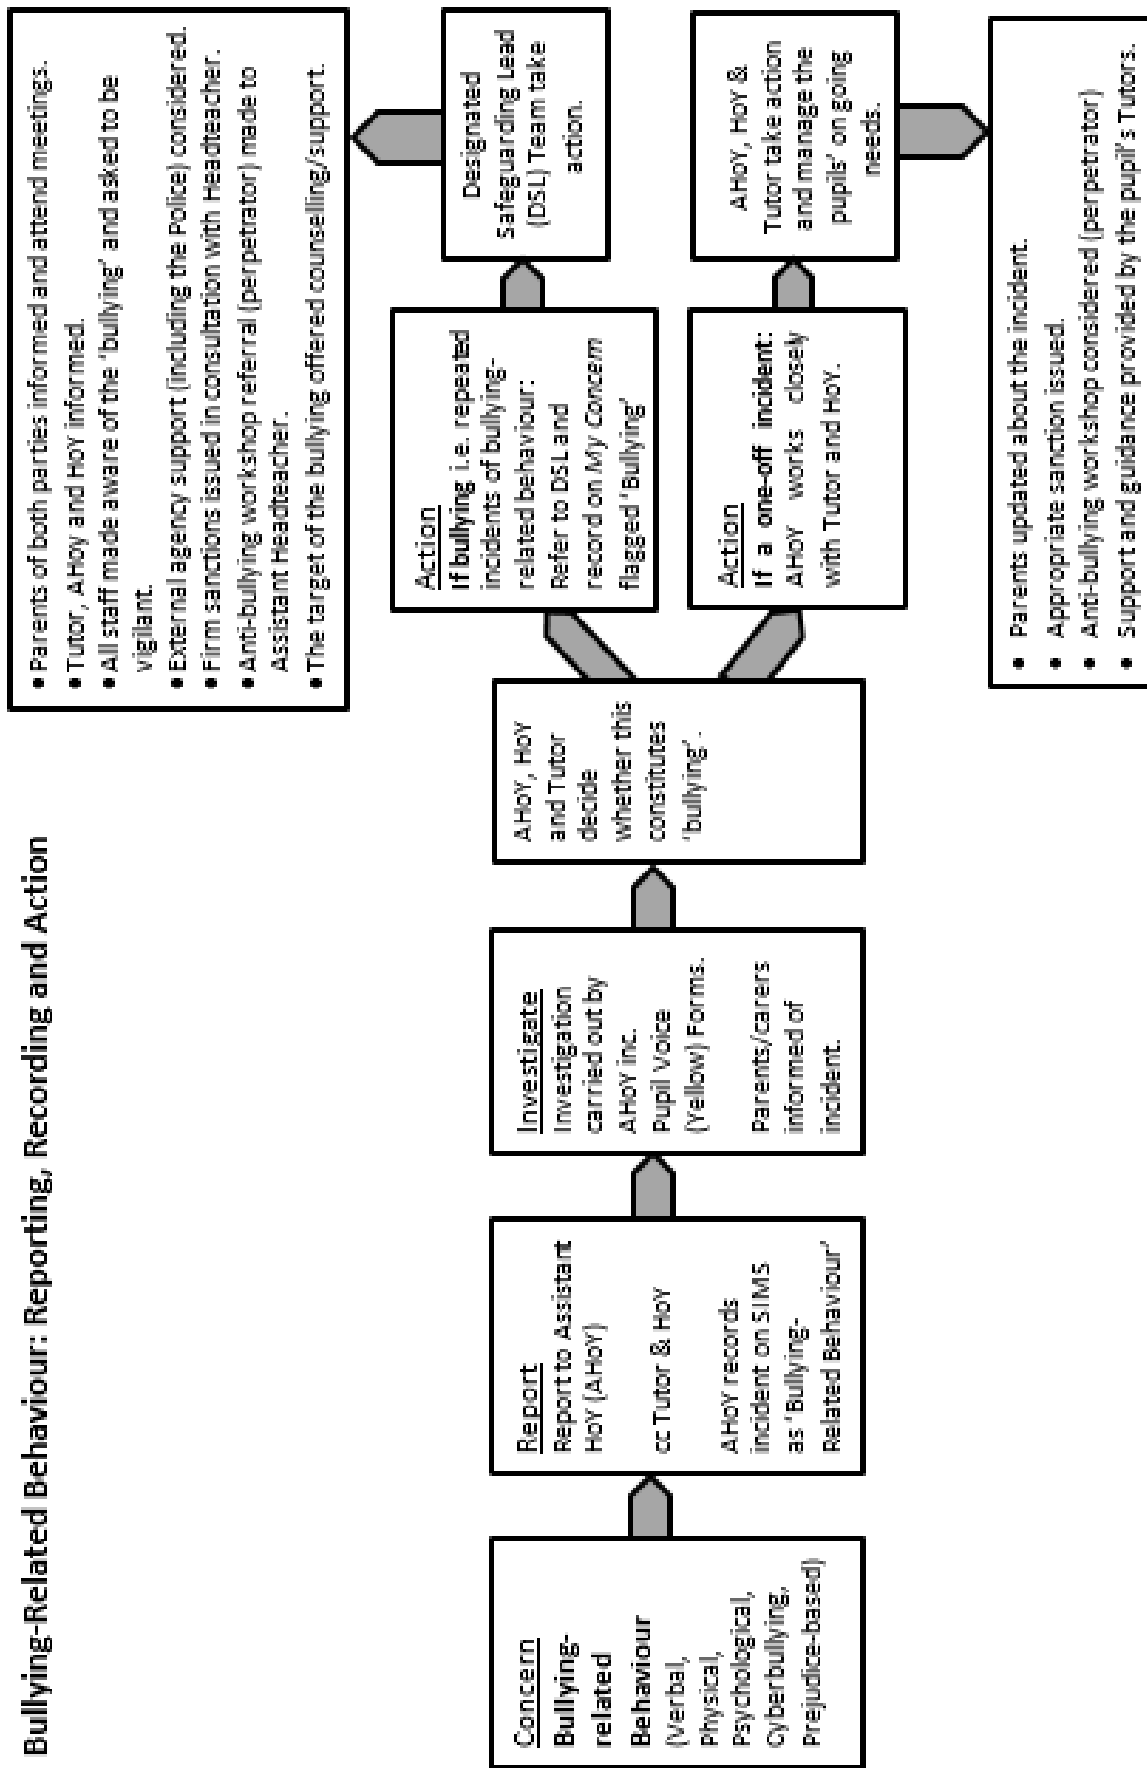 Bullying-Related Behaviour: Reporting, Recording and Action
Concern
Bullying-
related
Behaviour
(Verbal,
Physical,
Psychological,
Cyberbullying,
Prejudice-based)
Report
Report to Assistant
HoY (AHoY)
cc Tutor & HoY
AHoY records
incident on SIMS
as 'Bullying-
Related Behaviour'
Investigate
Investigation
carried out by
AHoY inc.
Pupil Voice
(Yellow) Forms.
Parents/carers
informed of
incident.
AHoY, HoY
and Tutor
decide
whether this
constitutes
'bullying'.
Action
If bullying i.e. repeated
incidents of bullying-
related behaviour:
Refer to DSL and
record on My Concern
flagged 'Bullying'
Designated
Safeguarding Lead
(DSL) Team take
action.
• Parents of both parties informed and attend meetings.
• Tutor, AHoy and HoY informed.
• All staff made aware of the 'bullying' and asked to be
vigilant.
• External agency support (including the Police) considered.
• Firm sanctions issued in consultation with Headteacher.
• Anti-bullying workshop referral (perpetrator) made to
Assistant Headteacher.
• The target of the bullying offered counselling/support.
Action
If a one-off incident:
AHoY works closely
with Tutor and HoY.
AHoY, HoY &
Tutor take action
and manage the
pupils' on going
needs.
• Parents updated about the incident.
• Appropriate sanction issued.
• Anti-bullying workshop considered (perpetrator)
• Support and guidance provided by the pupil's Tutors.